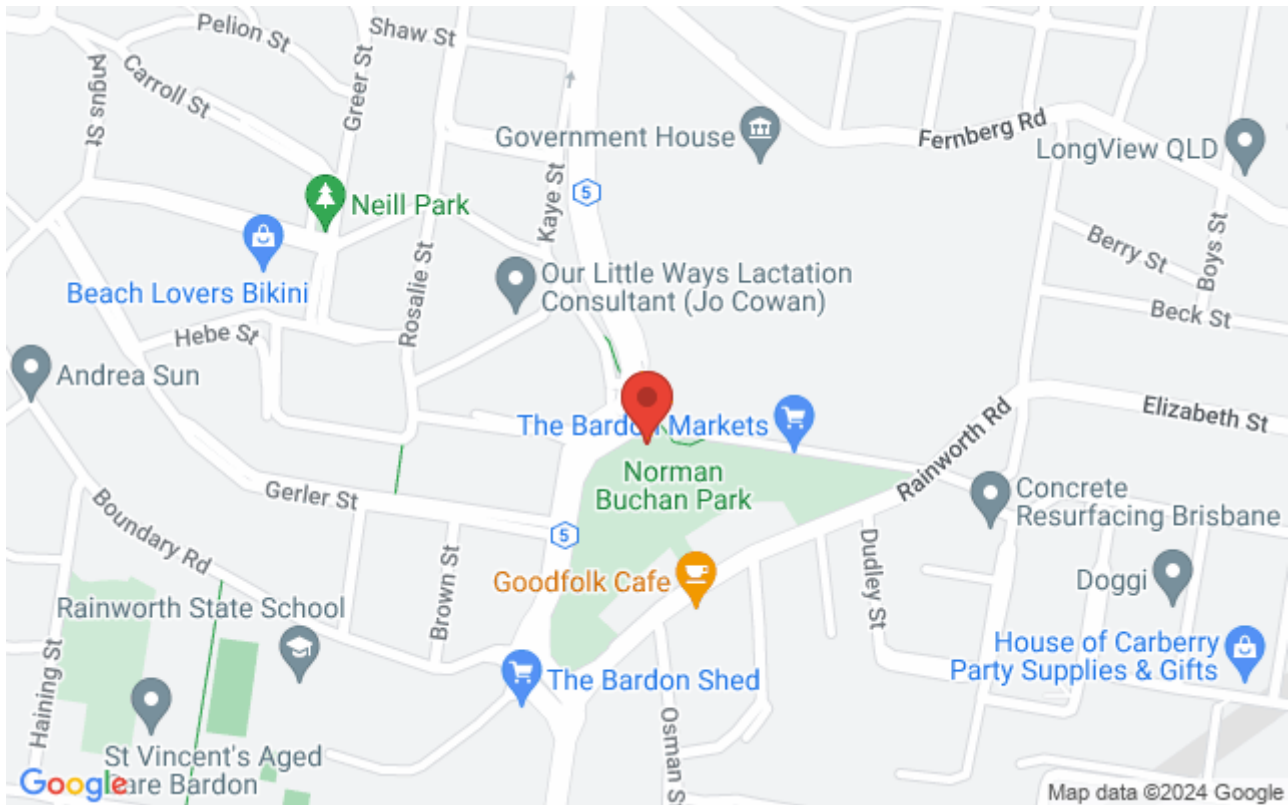 Pelion St
Shaw St
Carroll St
Angus St
Greer St
Government House
Fernberg Rd
LongView QLD
5
Kaye St
Neill Park
Rosalie St
Berry St
Boys St
Beach Lovers Bikini
Our Little Ways Lactation
Consultant (Jo Cowan)
Beck St
Hebe St
Andrea Sun
Elizabeth St
The Bardon Markets
Rainworth Rd
Norman
Buchan Park
Gerler St
Concrete
Resurfacing Brisbane
Boundary Rd
5
Dudley St
Goodfolk Cafe
Doggi
Brown St
Rainworth State School
House of Carberry
Party Supplies & Gifts
Haining St
The Bardon Shed
Osman St
St Vincent's Aged
Care Bardon
Google
Map data ©2024 Google